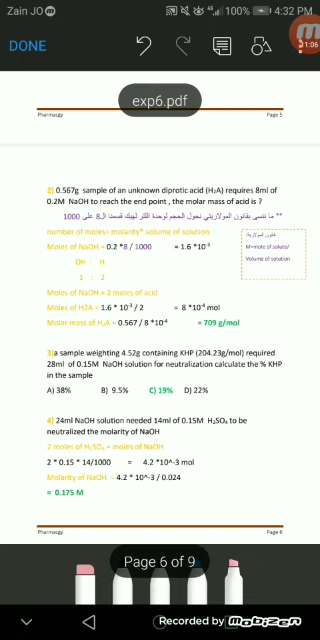 Zain JO
4G 100% 4:32 PM
DONE
31:06
exp6.pdf
Pharmacgy Page 5
2) 0.567g sample of an unknown diprotic acid (H₂A) requires 8ml of
0.2M NaOH to reach the end point , the molar mass of acid is ?
** ما ننسى بقانون المولاريتي نحول الحجم لوحدة اللتر لهيك قسمنا ال8 على 1000
number of moles= molarity* volume of solution
Moles of NaOH = 0.2 *8 / 1000 = 1.6 *10⁻³
OH : H
1 : 2
قانون المولارية:
M=mole of solute/
Volume of solution
Moles of NaOH = 2 moles of acid
Moles of H2A = 1.6 * 10⁻³ / 2 = 8 *10⁻⁴ mol
Molar mass of H₂A = 0.567 / 8 *10⁻⁴ = 709 g/mol
3)a sample weighting 4.52g containing KHP (204.23g/mol) required
28ml of 0.15M NaOH solution for neutralization calculate the % KHP
in the sample
A) 38% B) 9.5% C) 19% D) 22%
4) 24ml NaOH solution needed 14ml of 0.15M H₂SO₄ to be
neutralized the molarity of NaOH
2 moles of H₂SO₄ = moles of NaOH
2 * 0.15 * 14/1000 = 4.2 *10^-3 mol
Molarity of NaOH = 4.2 * 10^-3 / 0.024
= 0.175 M
Pharmacgy Page 6
Page 6 of 9
Recorded by Mobizen